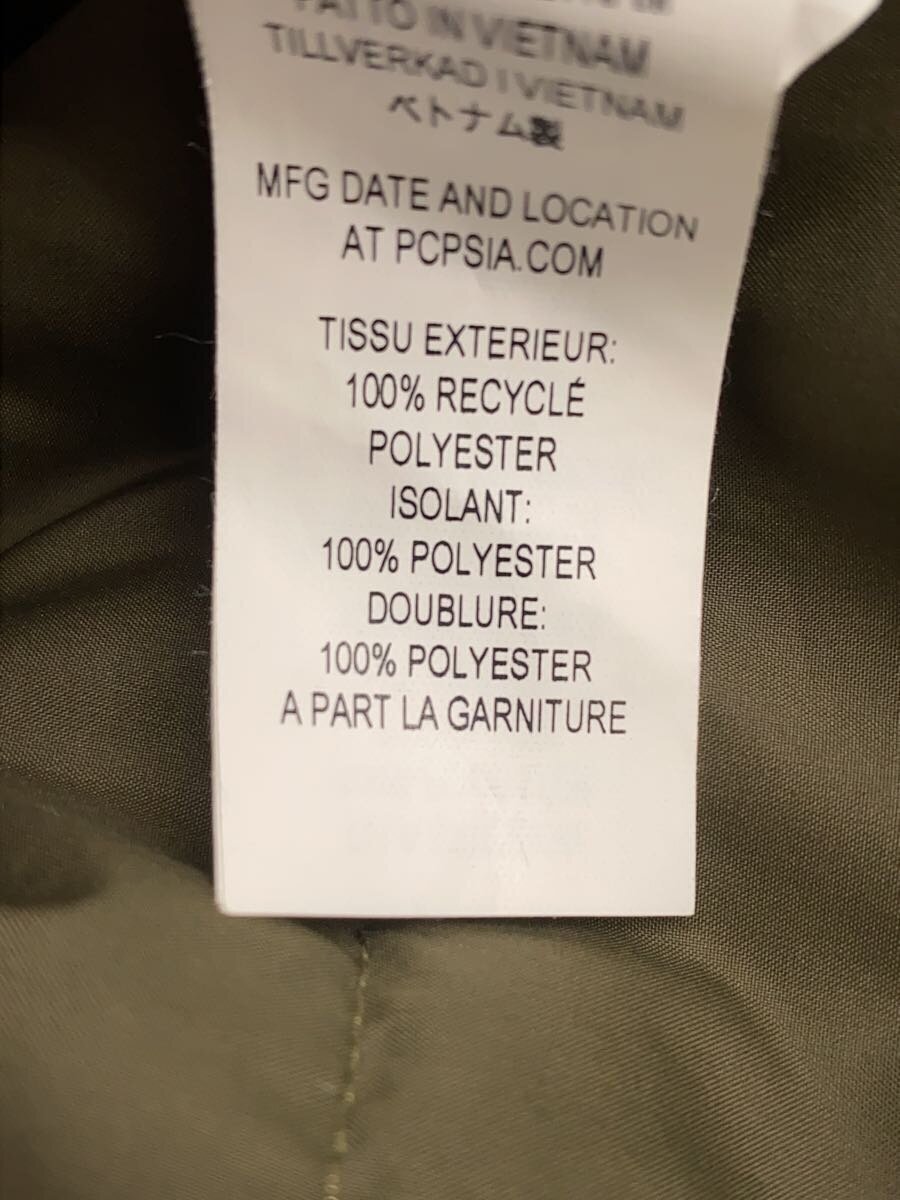 FATTO IN VIETNAM
TILLVERKAD I VIETNAM
ベトナム製
MFG DATE AND LOCATION
AT PCPSIA.COM
TISSU EXTERIEUR:
100% RECYCLÉ
POLYESTER
ISOLANT:
100% POLYESTER
DOUBLURE:
100% POLYESTER
A PART LA GARNITURE